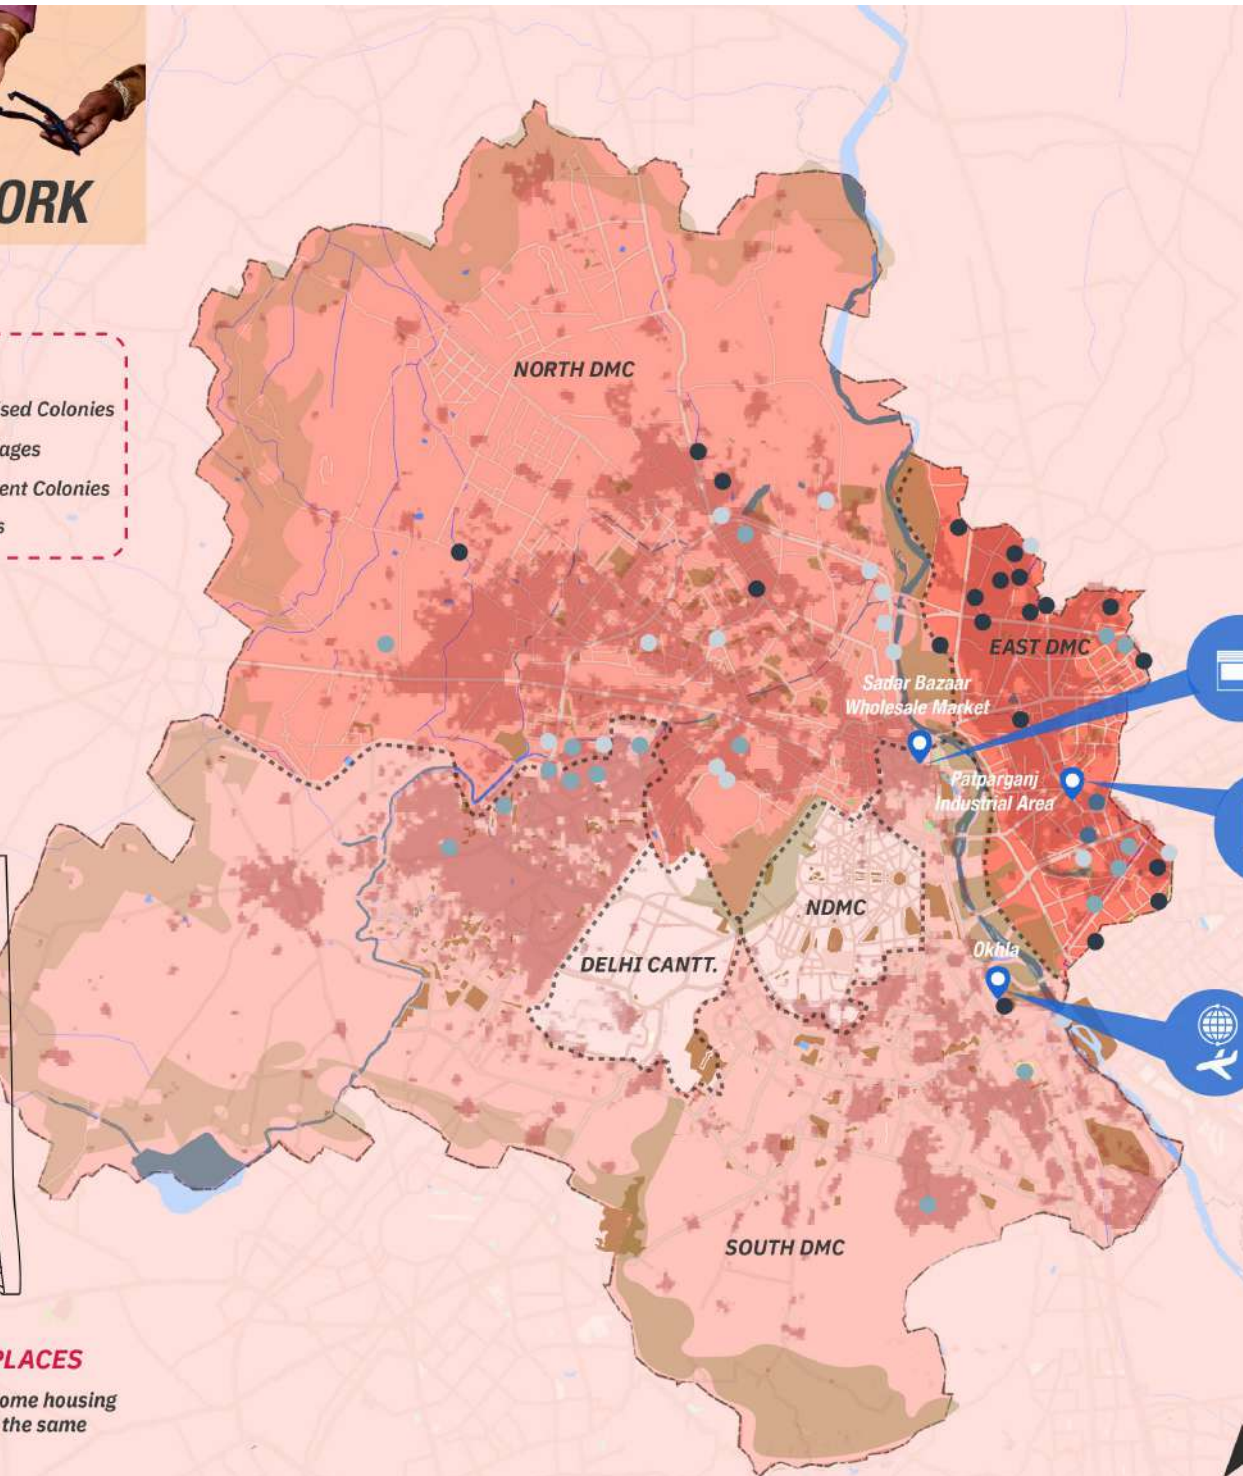 ORK
sed Colonies
ages
ent Colonies
s
NORTH DMC
EAST DMC
Sadar Bazaar
Wholesale Market
Patparganj
Industrial Area
NDMC
Okhla
DELHI CANTT.
SOUTH DMC
PLACES
ome housing
the same